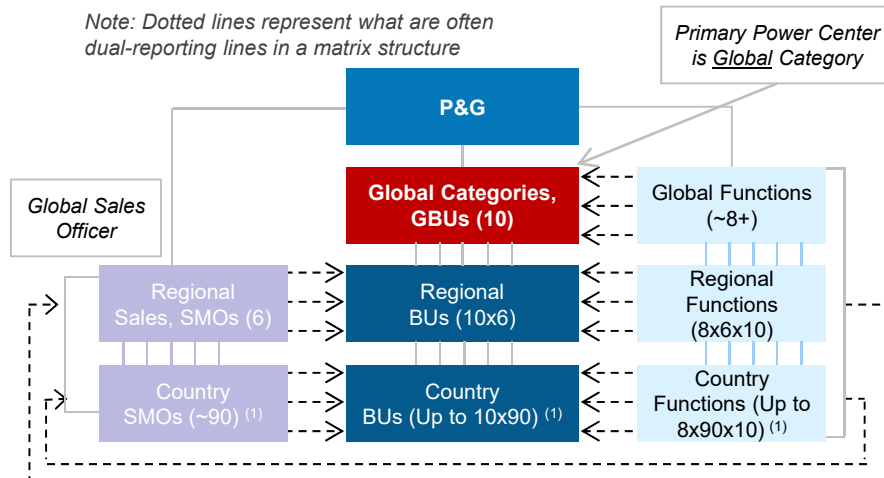 Note: Dotted lines represent what are often
dual-reporting lines in a matrix structure
Primary Power Center
is Global Category
P&G
Global Sales
Officer
Global Categories,
GBUs (10)
Global Functions
(~8+)
Regional
Sales, SMOs (6)
Regional
BUs (10x6)
Regional
Functions
(8x6x10)
Country
SMOs (~90) (1)
Country
BUs (Up to 10x90) (1)
Country
Functions (Up to
8x90x10) (1)